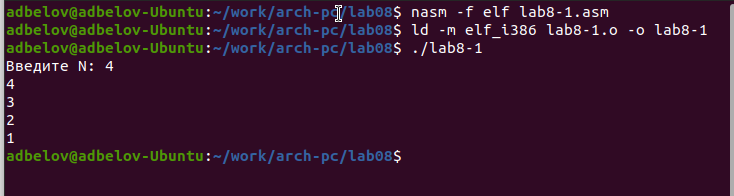 adbelov@adbelov-Ubuntu:~/work/arch-pc/lab08$ nasm -f elf lab8-1.asm
adbelov@adbelov-Ubuntu:~/work/arch-pc/lab08$ ld -m elf_i386 lab8-1.o -o lab8-1
adbelov@adbelov-Ubuntu:~/work/arch-pc/lab08$ ./lab8-1
Введите N: 4
4
3
2
1
adbelov@adbelov-Ubuntu:~/work/arch-pc/lab08$